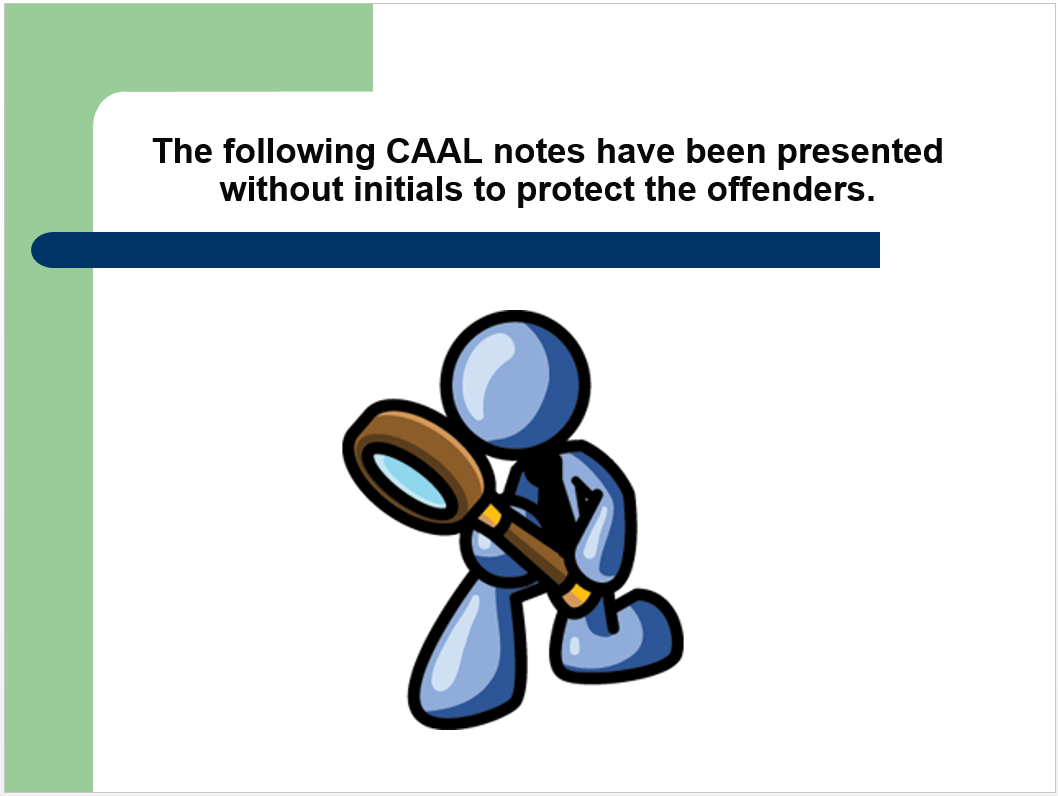 The following CAAL notes have been presented
without initials to protect the offenders.